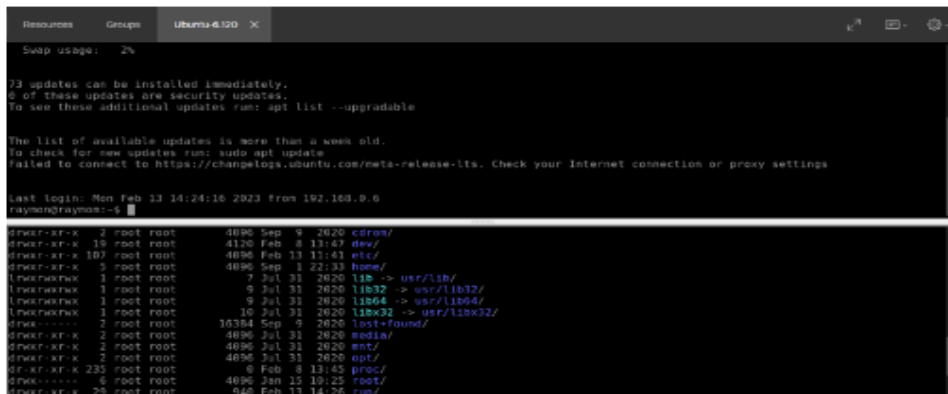 Resources Groups Ubuntu-6.120
Swap usage: 2%
73 updates can be installed immediately.
0 of these updates are security updates.
To see these additional updates run: apt list --upgradable
The list of available updates is more than a week old.
To check for new updates run: sudo apt update
Failed to connect to https://changelogs.ubuntu.com/meta-release-lts. Check your Internet connection or proxy settings
Last login: Mon Feb 13 14:24:16 2023 from 192.168.0.6
raymon@raymon:~$
drwxr-xr-x 2 root root 4096 Sep 9 2020 cdrom/
drwxr-xr-x 19 root root 4120 Feb 8 13:47 dev/
drwxr-xr-x 107 root root 4096 Feb 13 11:41 etc/
drwxr-xr-x 5 root root 4096 Sep 1 22:33 home/
lrwxrwxrwx 1 root root 7 Jul 31 2020 lib -> usr/lib/
lrwxrwxrwx 1 root root 9 Jul 31 2020 lib32 -> usr/lib32/
lrwxrwxrwx 1 root root 9 Jul 31 2020 lib64 -> usr/lib64/
lrwxrwxrwx 1 root root 10 Jul 31 2020 libx32 -> usr/libx32/
drwx------ 2 root root 16384 Sep 9 2020 lost+found/
drwxr-xr-x 2 root root 4096 Jul 31 2020 media/
drwxr-xr-x 2 root root 4096 Jul 31 2020 mnt/
drwxr-xr-x 2 root root 4096 Jul 31 2020 opt/
dr-xr-xr-x 235 root root 0 Feb 8 13:45 proc/
drwx------ 6 root root 4096 Jan 15 10:25 root/
drwxr-xr-x 29 root root 940 Feb 13 14:26 run/